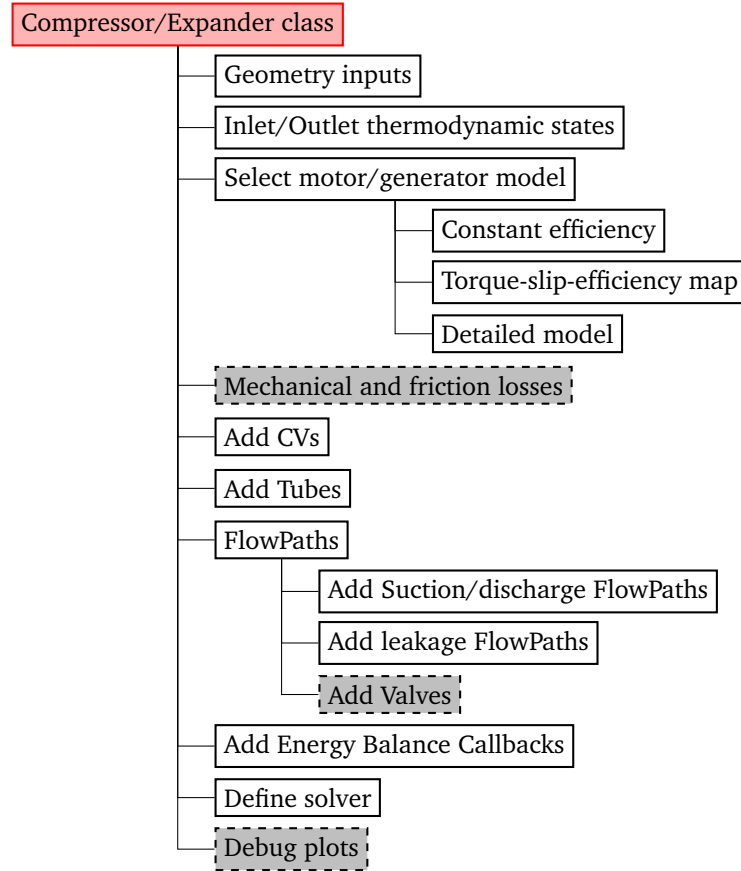 Compressor/Expander class
Geometry inputs
Inlet/Outlet thermodynamic states
Select motor/generator model
Constant efficiency
Torque-slip-efficiency map
Detailed model
Mechanical and friction losses
Add CVs
Add Tubes
FlowPaths
Add Suction/discharge FlowPaths
Add leakage FlowPaths
Add Valves
Add Energy Balance Callbacks
Define solver
Debug plots